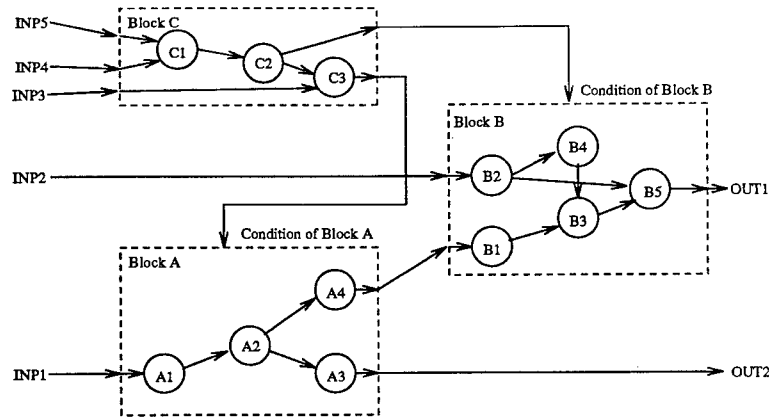 INP5
Block C
C1
INP4
C2
C3
INP3
Condition of Block B
Block B
B4
INP2
B2
B5
OUT1
B3
Condition of Block A
B1
Block A
A4
A2
INP1
A1
A3
OUT2